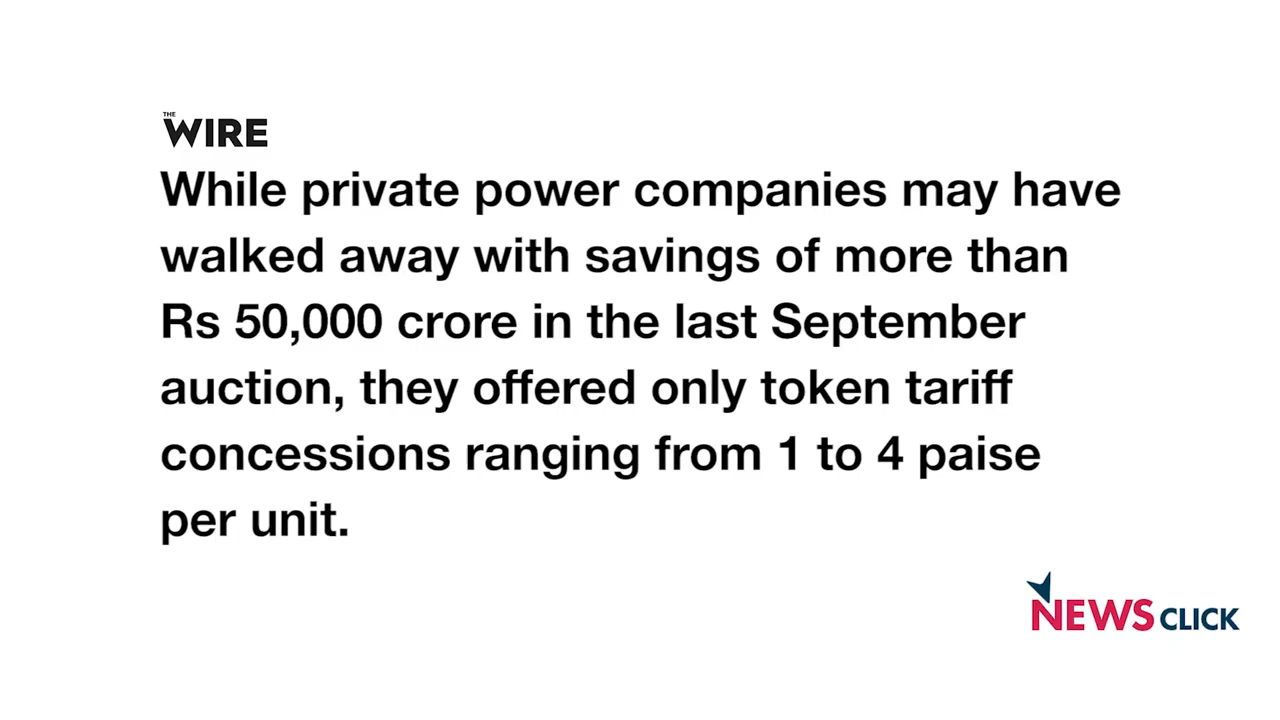 THE
WIRE
While private power companies may have
walked away with savings of more than
Rs 50,000 crore in the last September
auction, they offered only token tariff
concessions ranging from 1 to 4 paise
per unit.
NEWSCLICK